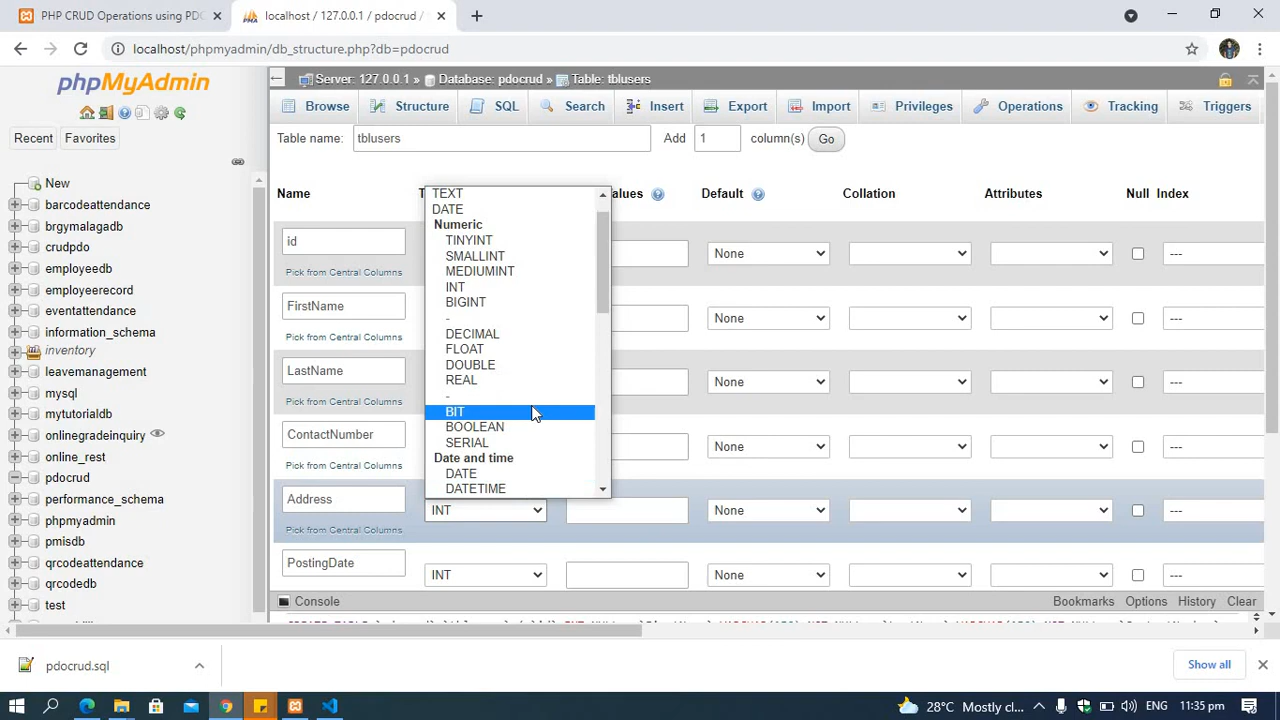 PHP CRUD Operations using PDO
localhost / 127.0.0.1 / pdocrud /
localhost/phpmyadmin/db_structure.php?db=pdocrud
phpMyAdmin
Recent
Favorites
New
barcodeattendance
brgymalagadb
crudpdo
employeedb
employeerecord
eventattendance
information_schema
inventory
leavemanagement
mysql
mytutorialdb
onlinegradeinquiry
online_rest
pdocrud
performance_schema
phpmyadmin
pmisdb
qrcodeattendance
qrcodedb
test
Server: 127.0.0.1 » Database: pdocrud » Table: tblusers
Browse Structure SQL Search Insert Export Import Privileges Operations Tracking Triggers
Table name: tblusers Add 1 column(s) Go
Name Default Collation Attributes Null Index
id
Pick from Central Columns
None
---
FirstName
Pick from Central Columns
None
---
LastName
Pick from Central Columns
None
---
ContactNumber
Pick from Central Columns
None
---
Address
Pick from Central Columns
INT
None
---
PostingDate
INT
None
---
TEXT
DATE
Numeric
TINYINT
SMALLINT
MEDIUMINT
INT
BIGINT
-
DECIMAL
FLOAT
DOUBLE
REAL
-
BIT
BOOLEAN
SERIAL
Date and time
DATE
DATETIME
Console
Bookmarks Options History Clear
pdocrud.sql
Show all
28°C Mostly cl... ENG 11:35 pm